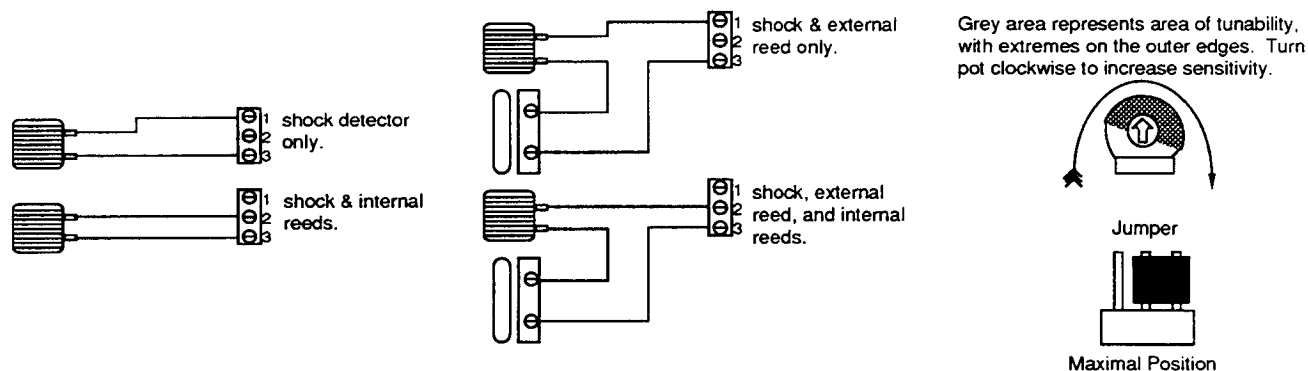 1 shock detector
2 only.
3
1 shock & internal
2 reeds.
3
1 shock & external
2 reed only.
3
1 shock, external
2 reed, and internal
3 reeds.
Grey area represents area of tunability,
with extremes on the outer edges. Turn
pot clockwise to increase sensitivity.
Jumper
Maximal Position